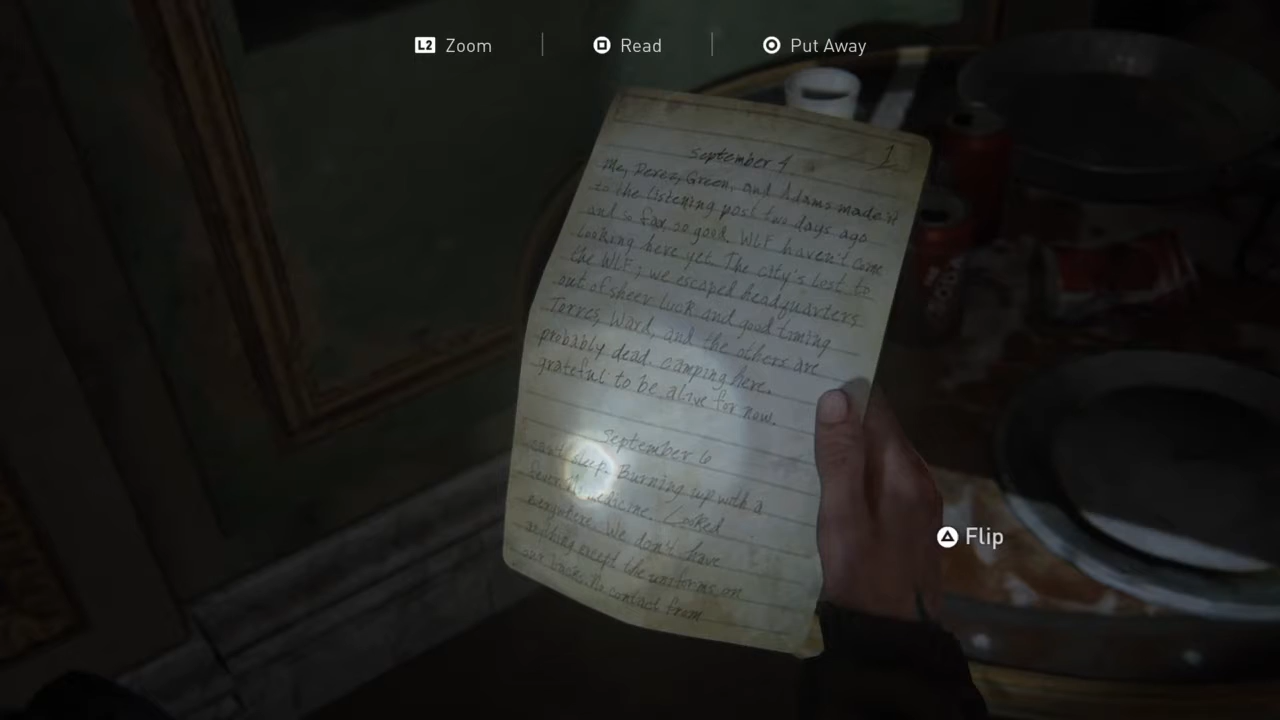 L2 Zoom
Read
Put Away
1
September 4
Me, Perez, Green, and Adams made it
to the listening post two days ago
and so far, so good. WLF haven't come
looking here yet. The city's lost to
the WLF; we escaped headquarters
out of sheer luck and good timing
Torres, Ward, and the others are
probably dead. Camping here.
grateful to be alive for now.
September 6
can't sleep. Burning up with a
medicine. Looked
everywhere. We don't have
anything except the uniforms on
our backs. No contact from
Flip